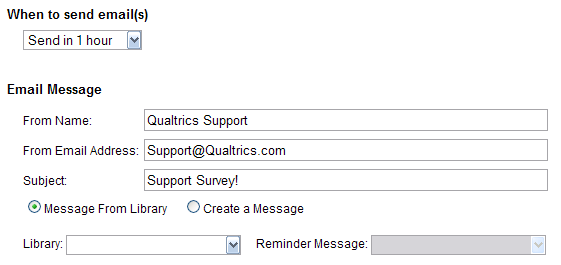 When to send email(s)
Send in 1 hour
Email Message
From Name: Qualtrics Support
From Email Address: Support@Qualtrics.com
Subject: Support Survey!
Message From Library Create a Message
Library: Reminder Message: